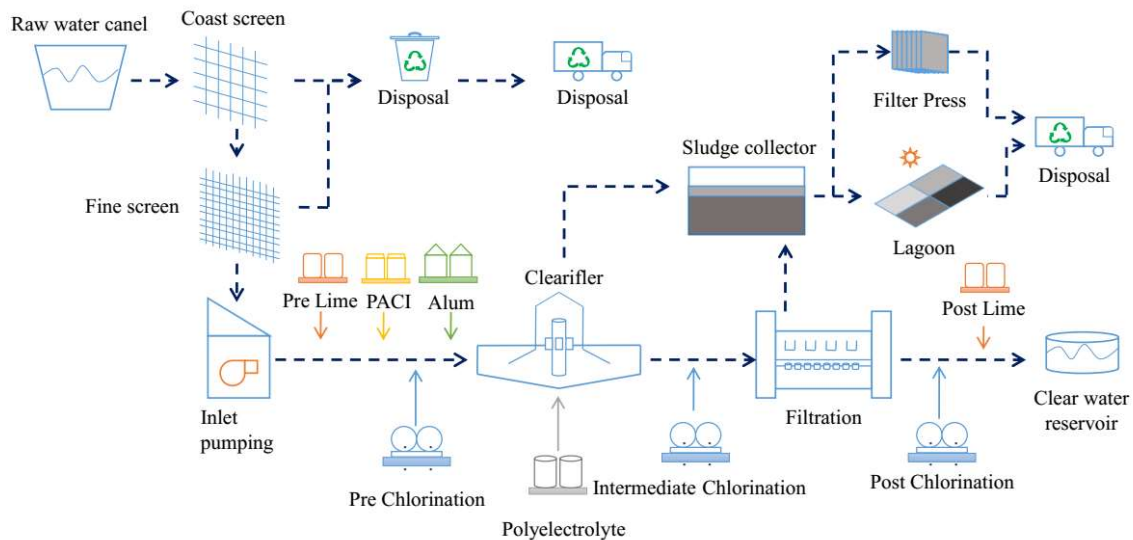 Raw water canel
Coast screen
Disposal
Disposal
Filter Press
Sludge collector
Disposal
Fine screen
Lagoon
Clearifler
Pre Lime
PACI
Alum
Post Lime
Inlet
pumping
Filtration
Clear water
reservoir
Pre Chlorination
Intermediate Chlorination
Post Chlorination
Polyelectrolyte